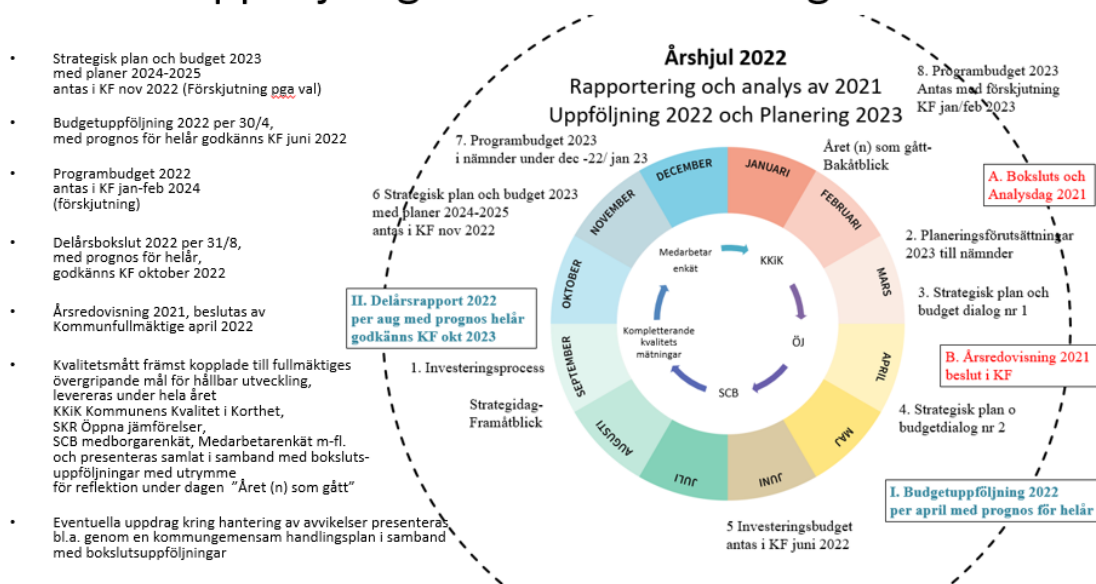 Strategisk plan och budget 2023
med planer 2024-2025
antas i KF nov 2022 (Förskjutning pga val)
Budgetuppföljning 2022 per 30/4,
med prognos för helår godkänns KF juni 2022
Programbudget 2022
antas i KF jan-feb 2024
(förskjutning)
Delårsbokslut 2022 per 31/8,
med prognos för helår,
godkänns KF oktober 2022
Årsredovisning 2021, beslutas av
Kommunfullmäktige april 2022
Kvalitetsmått främst kopplade till fullmäktiges
övergripande mål för hållbar utveckling,
levereras under hela året
KKiK Kommunens Kvalitet i Korthet,
SKR Öppna jämförelser,
SCB medborgarenkät, Medarbetarenkät m-fl.
och presenteras samlat i samband med boksluts-
uppföljningar med utrymme
för reflektion under dagen ”Året (n) som gått”
Eventuella uppdrag kring hantering av avvikelser presenteras
bl.a. genom en kommungemensam handlingsplan i samband
med bokslutsuppföljningar
Årshjul 2022
Rapportering och analys av 2021
Uppföljning 2022 och Planering 2023
8. Programbudget 2023
Antas med förskjutning
KF jan/feb 2023
7. Programbudget 2023
i nämnder under dec -22/ jan 23
Året (n) som gått-
Bakåtblick
A. Boksluts och
Analysdag 2021
6 Strategisk plan och budget 2023
med planer 2024-2025
antas i KF nov 2022
2. Planeringsförutsättningar
2023 till nämnder
3. Strategisk plan och
budget dialog nr 1
II. Delårsrapport 2022
per aug med prognos helår
godkänns KF okt 2023
B. Årsredovisning 2021
beslut i KF
1. Investeringsprocess
Strategidag-
Framåtblick
4. Strategisk plan o
budgetdialog nr 2
I. Budgetuppföljning 2022
per april med prognos för helår
5 Investeringsbudget
antas i KF juni 2022
JANUARI
FEBRUARI
MARS
APRIL
MAJ
JUNI
JULI
AUGUSTI
SEPTEMBER
OKTOBER
NOVEMBER
DECEMBER
Medarbetar
enkät
KKiK
ÖJ
SCB
Kompletterande
kvalitets
mätningar